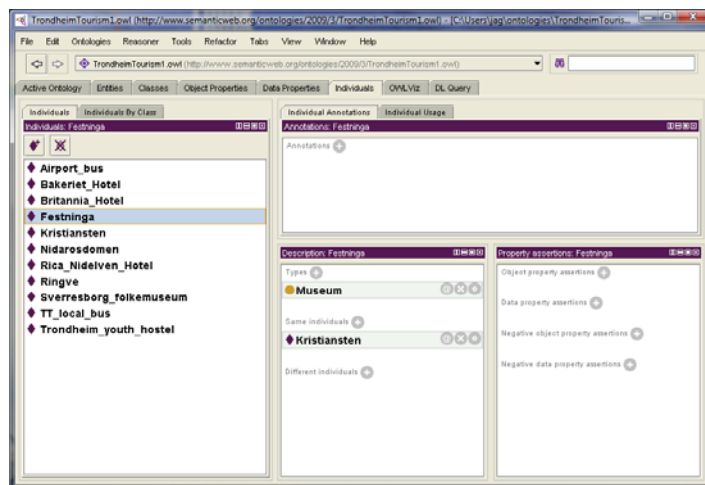 TrondheimTourism1.owl (http://www.semanticweb.org/ontologies/2009/3/TrondheimTourism1.owl) - [C:\Users\jag\ontologies\TrondheimTouris...
File Edit Ontologies Reasoner Tools Refactor Tabs View Window Help
TrondheimTourism1.owl (http://www.semanticweb.org/ontologies/2009/3/TrondheimTourism1.owl)
Active Ontology Entities Classes Object Properties Data Properties Individuals OWLViz DL Query
Individuals Individuals By Class
Individuals: Festninga
Airport_bus
Bakeriet_Hotel
Britannia_Hotel
Festninga
Kristiansten
Nidarosdomen
Rica_Nidelven_Hotel
Ringve
Sverresborg_folkemuseum
TT_local_bus
Trondheim_youth_hostel
Individual Annotations Individual Usage
Annotations: Festninga
Annotations
Description: Festninga
Types
Museum
Same individuals
Kristiansten
Different individuals
Property assertions: Festninga
Object property assertions
Data property assertions
Negative object property assertions
Negative data property assertions